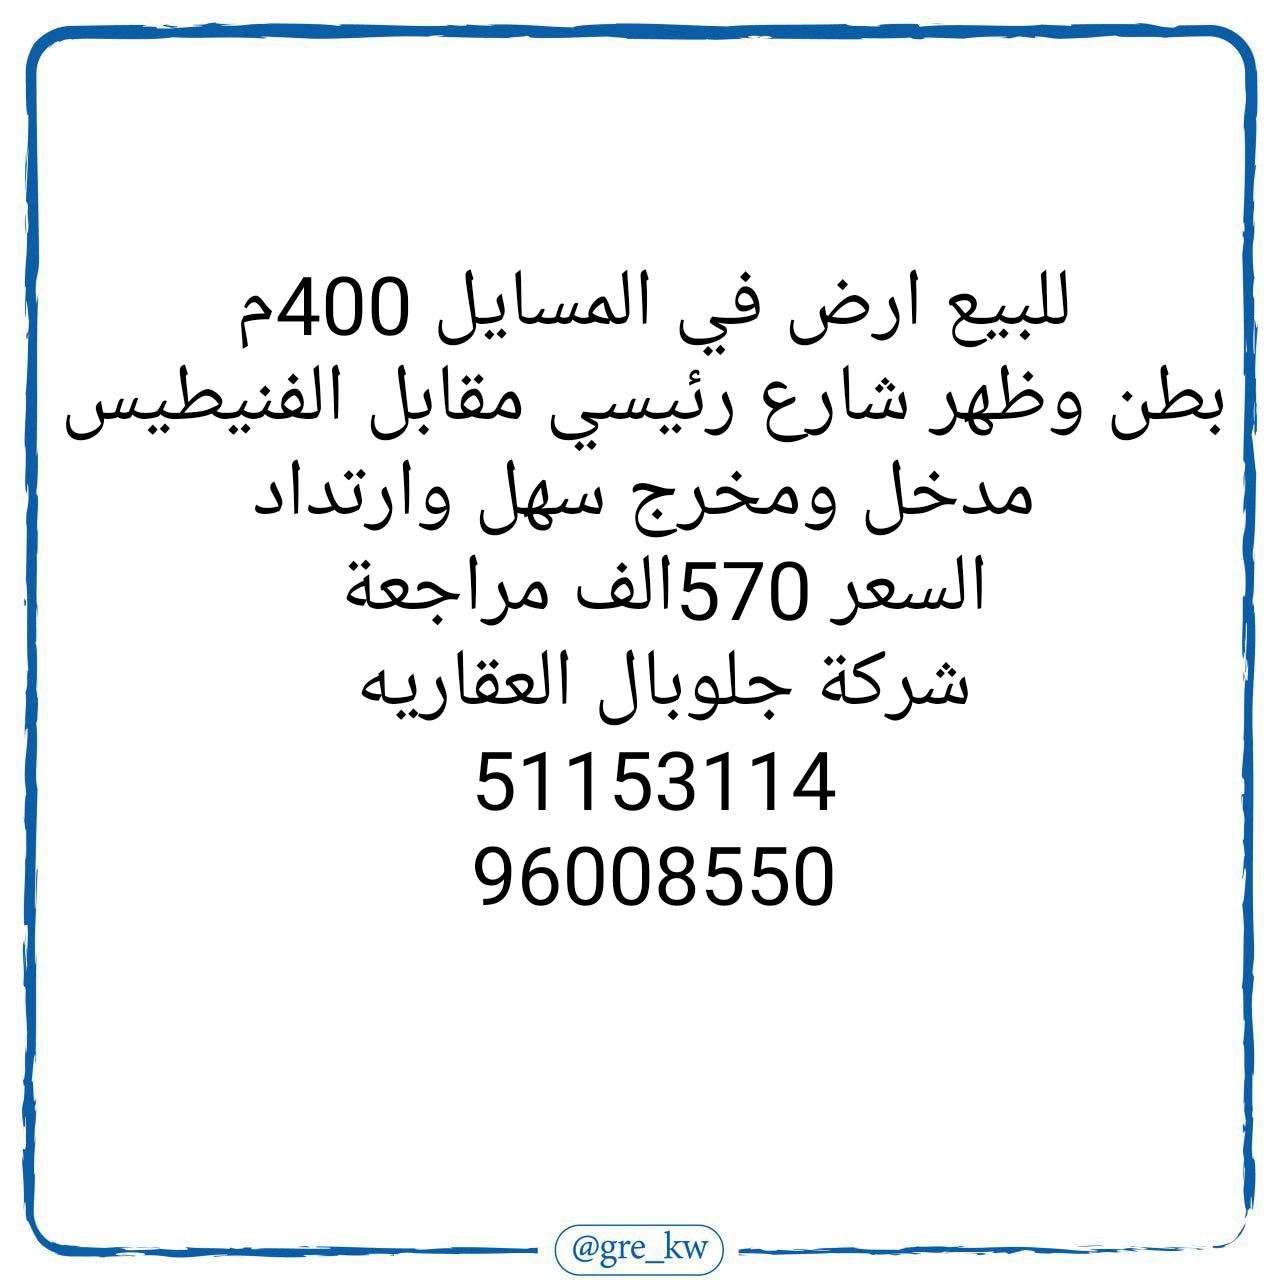 للبيع ارض في المسايل 400م
بطن وظهر شارع رئيسي مقابل الفنيطيس
مدخل ومخرج سهل وارتداد
السعر 570الف مراجعة
شركة جلوبال العقاريه
51153114
96008550
@gre_kw